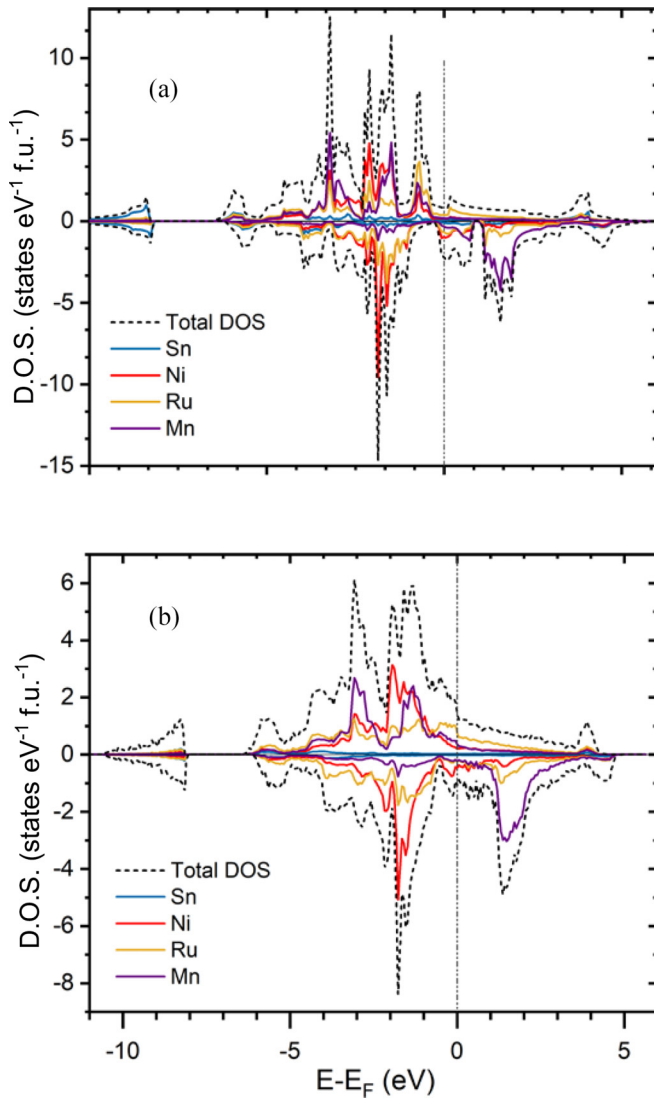 10
(a)
5
0
-5
-10
-15
D.O.S. (states eV⁻¹ f.u.⁻¹)
Total DOS
Sn
Ni
Ru
Mn
6
(b)
4
2
0
-2
-4
-6
-8
D.O.S. (states eV⁻¹ f.u.⁻¹)
Total DOS
Sn
Ni
Ru
Mn
-10 -5 0 5
E-E_F (eV)